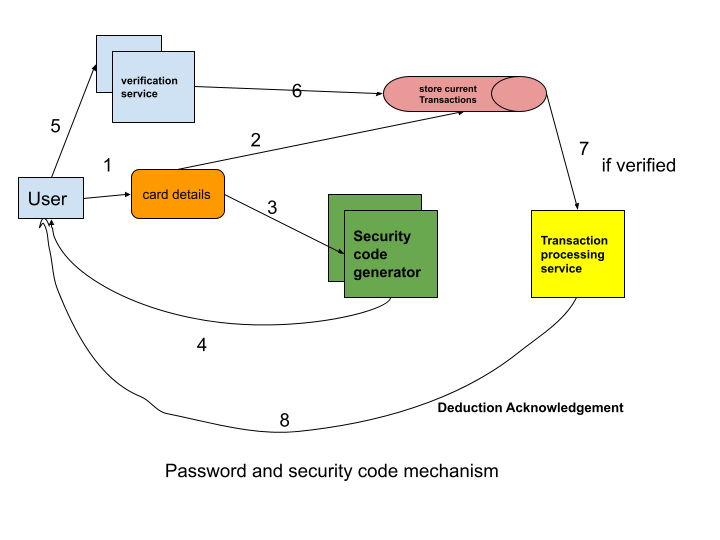 verification
service
6
store current
Transactions
5
2
7
if verified
1
User
card details
3
Security
code
generator
Transaction
processing
service
4
Deduction Acknowledgement
8
Password and security code mechanism